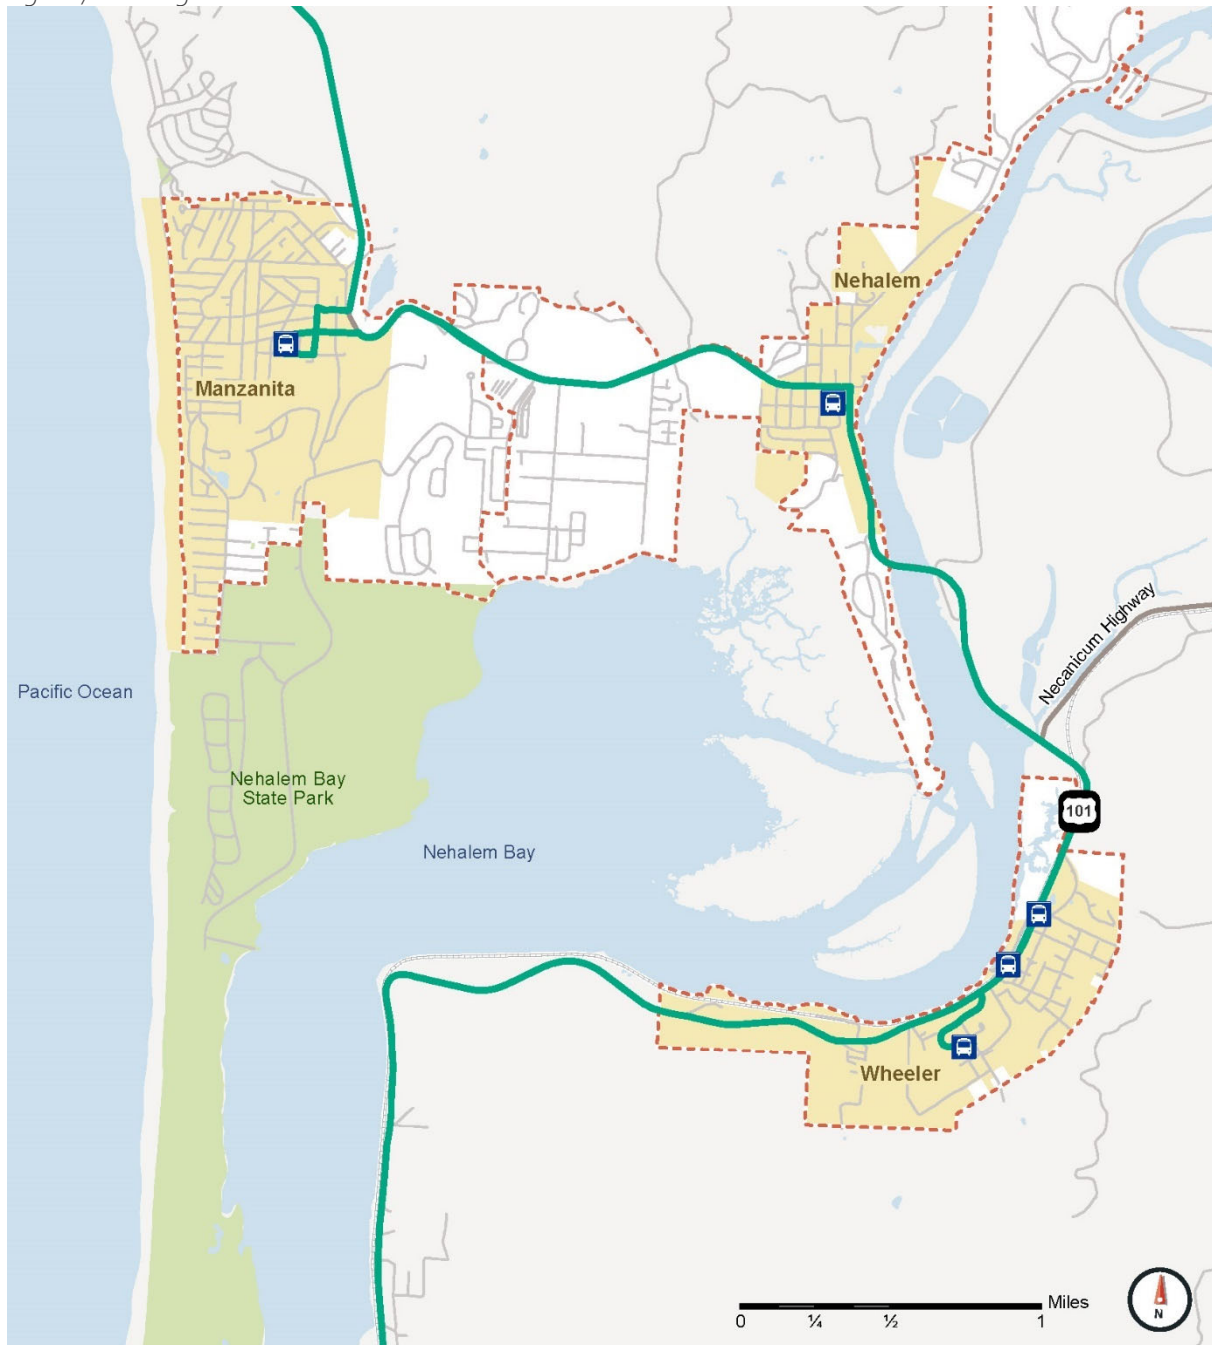 Nehalem
Manzanita
Necanicum Highway
Pacific Ocean
Nehalem Bay
State Park
101
Nehalem Bay
Wheeler
Miles
0 ¼ ½ 1
N